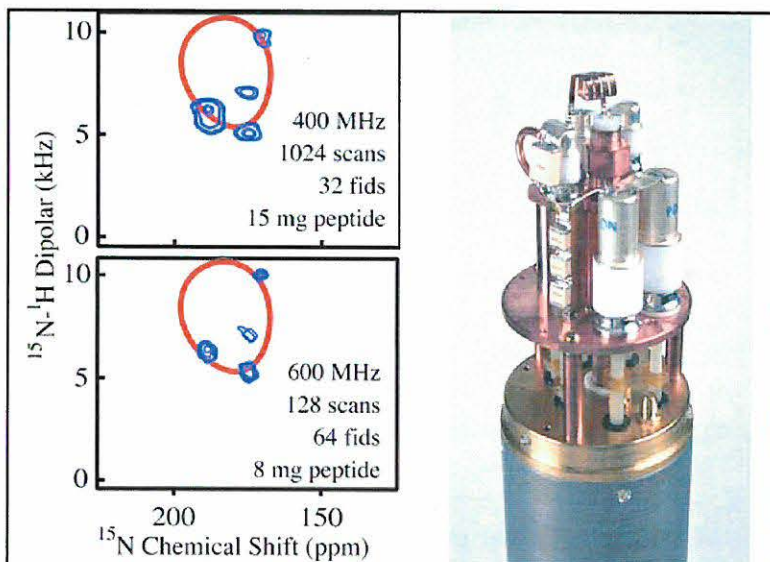 10
5
0
400 MHz
1024 scans
32 fids
15 mg peptide
10
5
0
600 MHz
128 scans
64 fids
8 mg peptide
¹⁵N-¹H Dipolar (kHz)
200 150
¹⁵N Chemical Shift (ppm)